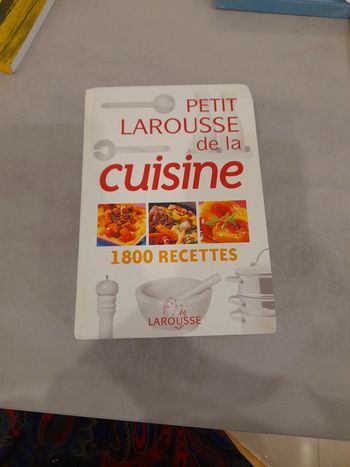 PETIT
LAROUSSE
de la
cuisine
1800 RECETTES
LAROUSSE